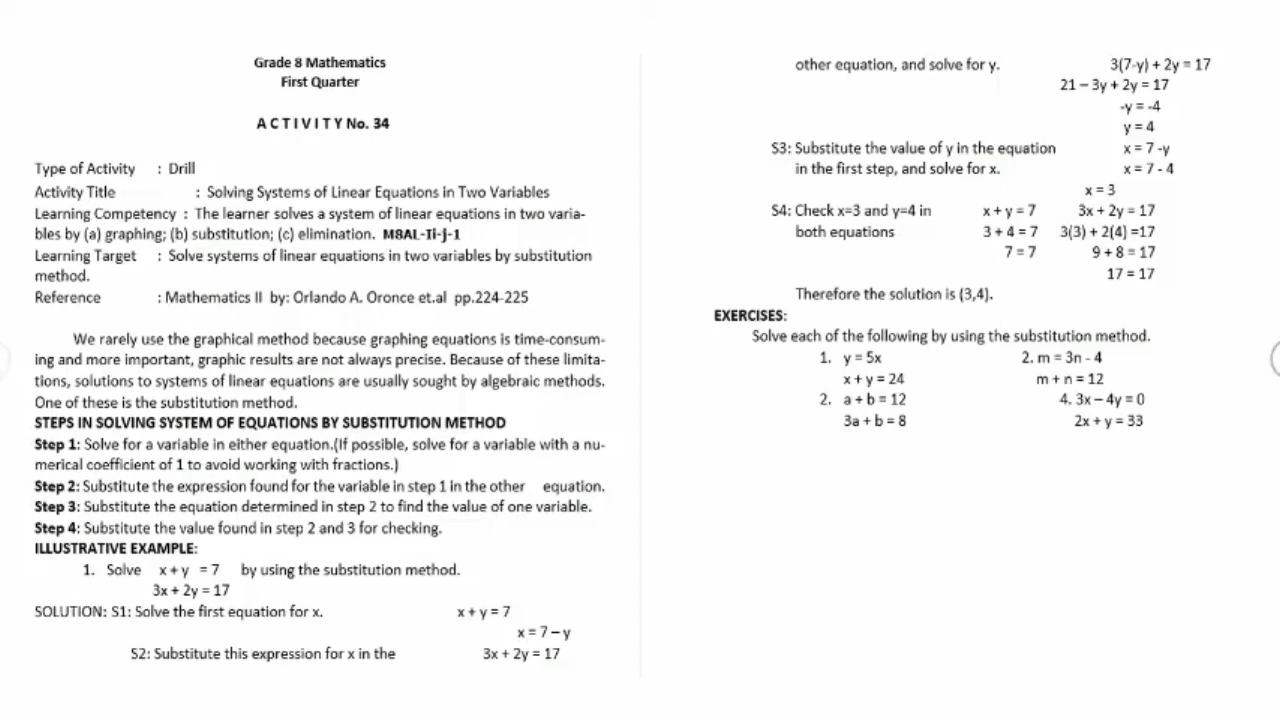 Grade 8 Mathematics
First Quarter
A C T I V I T Y No. 34
Type of Activity : Drill
Activity Title : Solving Systems of Linear Equations in Two Variables
Learning Competency : The learner solves a system of linear equations in two varia-
bles by (a) graphing; (b) substitution; (c) elimination. M8AL-Ii-j-1
Learning Target : Solve systems of linear equations in two variables by substitution
method.
Reference : Mathematics II by: Orlando A. Oronce et.al pp.224-225
We rarely use the graphical method because graphing equations is time-consum-
ing and more important, graphic results are not always precise. Because of these limita-
tions, solutions to systems of linear equations are usually sought by algebraic methods.
One of these is the substitution method.
STEPS IN SOLVING SYSTEM OF EQUATIONS BY SUBSTITUTION METHOD
Step 1: Solve for a variable in either equation.(If possible, solve for a variable with a nu-
merical coefficient of 1 to avoid working with fractions.)
Step 2: Substitute the expression found for the variable in step 1 in the other equation.
Step 3: Substitute the equation determined in step 2 to find the value of one variable.
Step 4: Substitute the value found in step 2 and 3 for checking.
ILLUSTRATIVE EXAMPLE:
1. Solve x + y = 7 by using the substitution method.
3x + 2y = 17
SOLUTION: S1: Solve the first equation for x. x + y = 7
x = 7 – y
S2: Substitute this expression for x in the 3x + 2y = 17
other equation, and solve for y. 3(7-y) + 2y = 17
21 – 3y + 2y = 17
-y = -4
y = 4
S3: Substitute the value of y in the equation x = 7 -y
in the first step, and solve for x. x = 7 - 4
x = 3
S4: Check x=3 and y=4 in x + y = 7 3x + 2y = 17
both equations 3 + 4 = 7 3(3) + 2(4) =17
7 = 7 9 + 8 = 17
17 = 17
Therefore the solution is (3,4).
EXERCISES:
Solve each of the following by using the substitution method.
1. y = 5x 2. m = 3n - 4
x + y = 24 m + n = 12
2. a + b = 12 4. 3x – 4y = 0
3a + b = 8 2x + y = 33